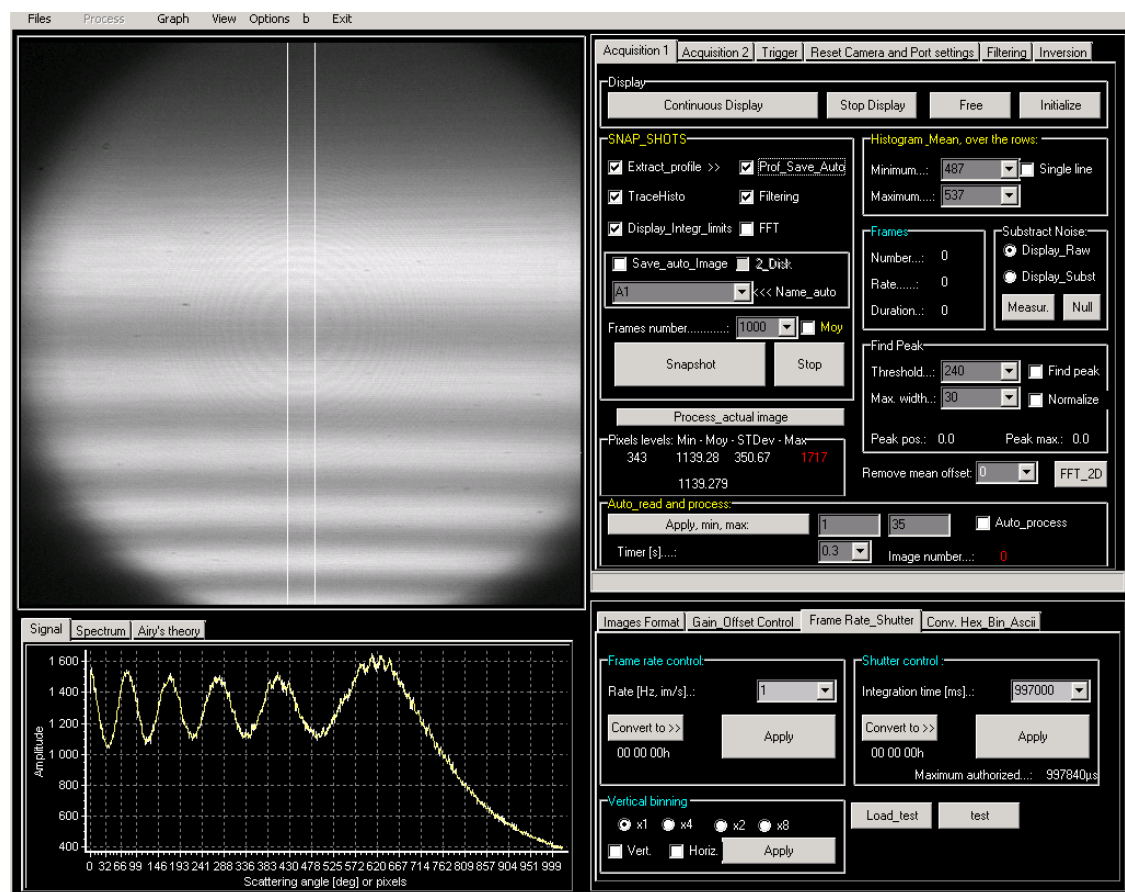 Files Process Graph View Options b Exit
Acquisition 1 Acquisition 2 Trigger Reset Camera and Port settings Filtering Inversion
Display
Continuous Display Stop Display Free Initialize
SNAP_SHOTS
Extract_profile >> Prof_Save_Auto
TraceHisto Filtering
Display_Integr_limits FFT
Save_auto_Image 2_Disk
A1 <<< Name_auto
Frames number............: 1000 Moy
Snapshot Stop
Histogram_Mean, over the rows:
Minimum...: 487 Single line
Maximum....: 537
Frames
Number...: 0
Rate......: 0
Duration..: 0
Substract Noise:
Display_Raw
Display_Subst
Measur. Null
Find Peak
Threshold...: 240 Find peak
Max. width..: 30 Normalize
Peak pos.: 0.0 Peak max.: 0.0
Process_actual image
Pixels levels: Min - Moy - STDev - Max
343 1139.28 350.67 1717
1139.279
Remove mean offset: 0 FFT_2D
Auto_read and process:
Apply, min, max: 1 35 Auto_process
Timer [s]....: 0.3 Image number...: 0
Signal Spectrum Airy's theory
1 600
1 400
1 200
1 000
800
600
400
Amplitude
0 32 66 99 146 193 241 288 336 383 430 478 525 572 620 667 714 762 809 857 904 951 999
Scattering angle [deg] or pixels
Images Format Gain_Offset Control Frame Rate_Shutter Conv. Hex_Bin_Ascii
Frame rate control:
Rate [Hz, im/s]..: 1
Convert to >> Apply
00 00 00h
Shutter control :
Integration time [ms]..: 997000
Convert to >> Apply
00 00 00h
Maximum authorized...: 997840µs
Vertical binning
x1 x4 x2 x8
Vert. Horiz. Apply
Load_test test